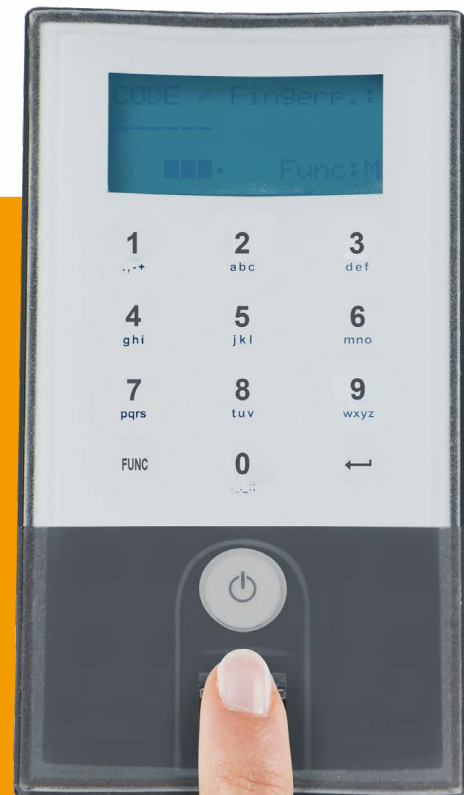 CODE / Fingerp.:
------
Func:M
1 2 3
.,-+ abc def
4 5 6
ghi jkl mno
7 8 9
pqrs tuv wxyz
FUNC 0 ←